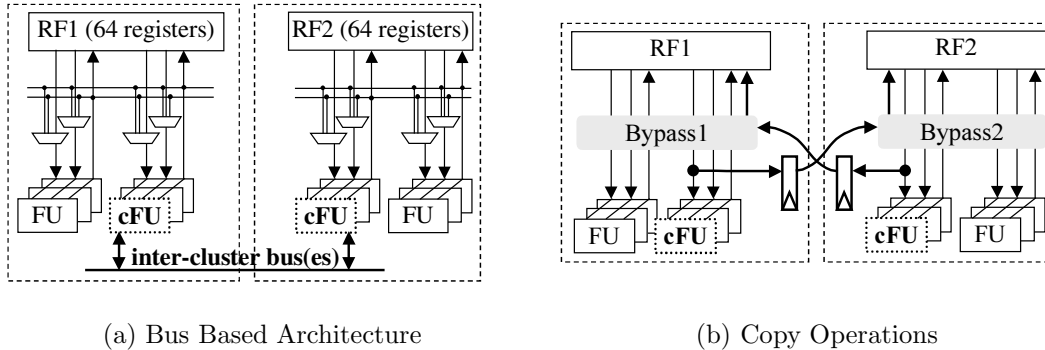 RF1 (64 registers)
RF2 (64 registers)
FU
cFU
cFU
FU
inter-cluster bus(es)
(a) Bus Based Architecture
RF1
RF2
Bypass1
Bypass2
FU
cFU
cFU
FU
(b) Copy Operations